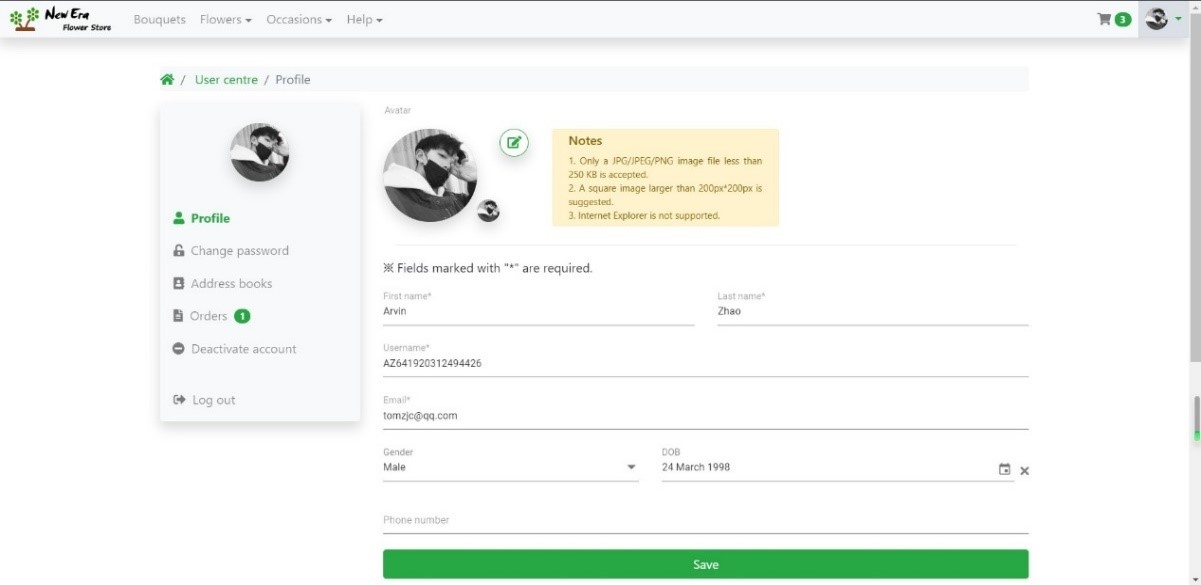 New Era
Flower Store
Bouquets Flowers Occasions Help
3
/ User centre / Profile
Profile
Change password
Address books
Orders 1
Deactivate account
Log out
Avatar
Notes
1. Only a JPG/JPEG/PNG image file less than
250 KB is accepted.
2. A square image larger than 200px*200px is
suggested.
3. Internet Explorer is not supported.
※ Fields marked with "*" are required.
First name* Last name*
Arvin Zhao
Username*
AZ641920312494426
Email*
tomzjc@qq.com
Gender DOB
Male 24 March 1998
Phone number
Save